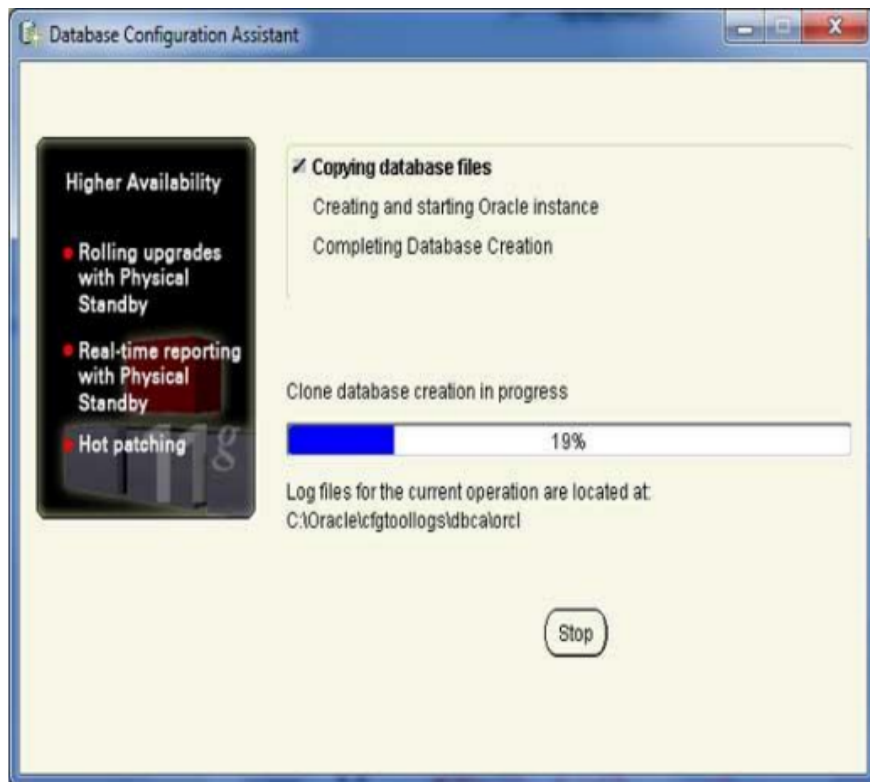 Database Configuration Assistant
Higher Availability
Rolling upgrades
with Physical
Standby
Real-time reporting
with Physical
Standby
Hot patching
11g
Copying database files
Creating and starting Oracle instance
Completing Database Creation
Clone database creation in progress
19%
Log files for the current operation are located at:
C:\Oracle\cfgtoollogs\dbca\orcl
Stop